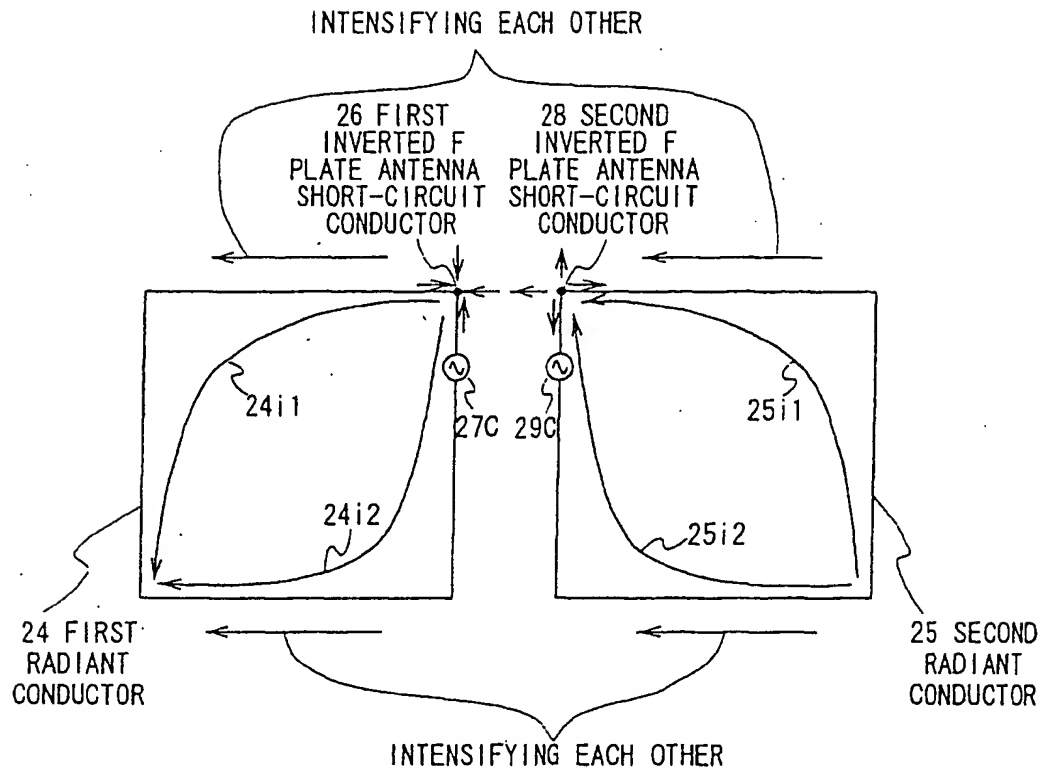 INTENSIFYING EACH OTHER
26 FIRST
INVERTED F
PLATE ANTENNA
SHORT-CIRCUIT
CONDUCTOR
28 SECOND
INVERTED F
PLATE ANTENNA
SHORT-CIRCUIT
CONDUCTOR
24i1
27C
29C
25i1
24i2
25i2
24 FIRST
RADIANT
CONDUCTOR
25 SECOND
RADIANT
CONDUCTOR
INTENSIFYING EACH OTHER